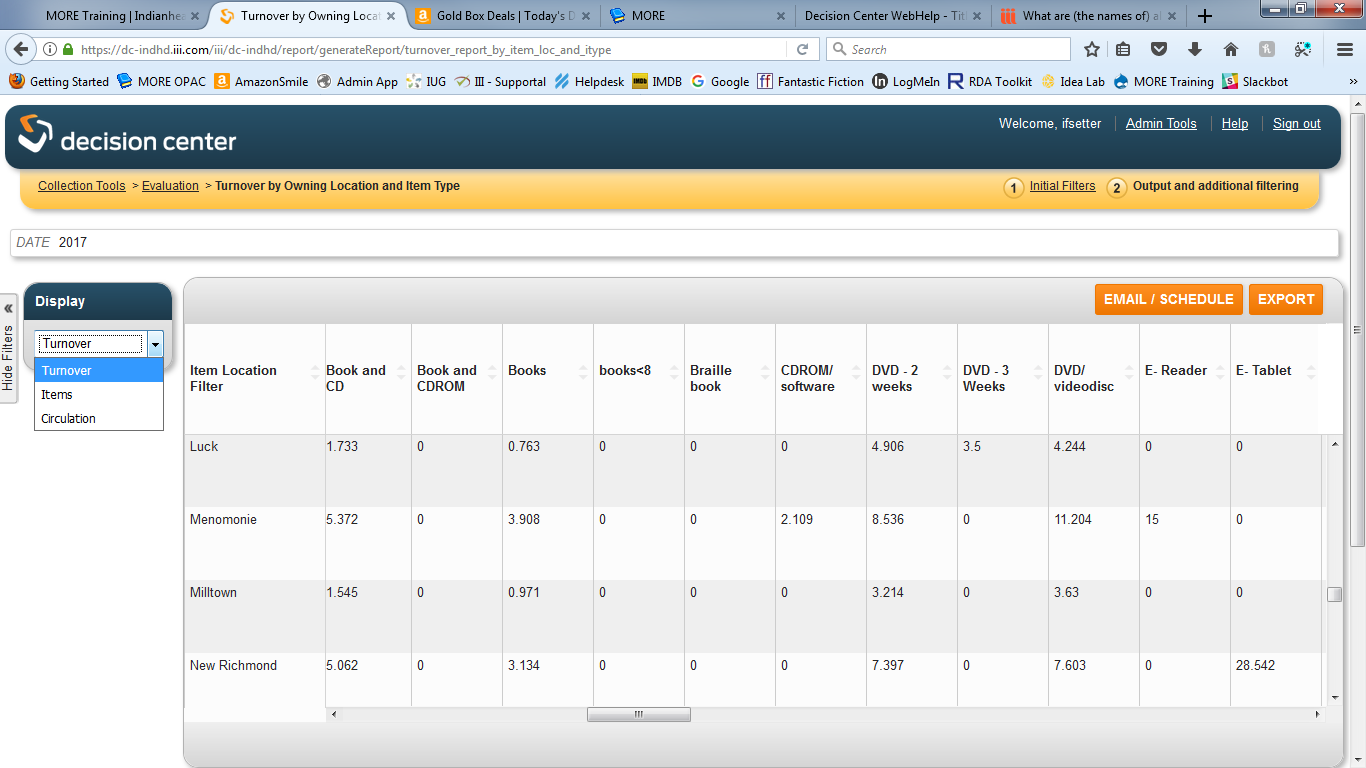 MORE Training | Indianhea
Turnover by Owning Locat
Gold Box Deals | Today's D
MORE
Decision Center WebHelp - Titl
What are (the names of) al
https://dc-indhd.iii.com/iii/dc-indhd/report/generateReport/turnover_report_by_item_loc_and_itype
Search
Getting Started MORE OPAC AmazonSmile Admin App IUG III - Supportal Helpdesk IMDB Google Fantastic Fiction LogMeIn RDA Toolkit Idea Lab MORE Training Slackbot
decision center
Welcome, ifsetter Admin Tools Help Sign out
Collection Tools > Evaluation > Turnover by Owning Location and Item Type
1 Initial Filters 2 Output and additional filtering
DATE 2017
Hide Filters
Display
Turnover
Turnover
Items
Circulation
EMAIL / SCHEDULE EXPORT
Item Location Filter Book and CD Book and CDROM Books books<8 Braille book CDROM/ software DVD - 2 weeks DVD - 3 Weeks DVD/ videodisc E- Reader E- Tablet
Luck 1.733 0 0.763 0 0 0 4.906 3.5 4.244 0 0
Menomonie 5.372 0 3.908 0 0 2.109 8.536 0 11.204 15 0
Milltown 1.545 0 0.971 0 0 0 3.214 0 3.63 0 0
New Richmond 5.062 0 3.134 0 0 0 7.397 0 7.603 0 28.542